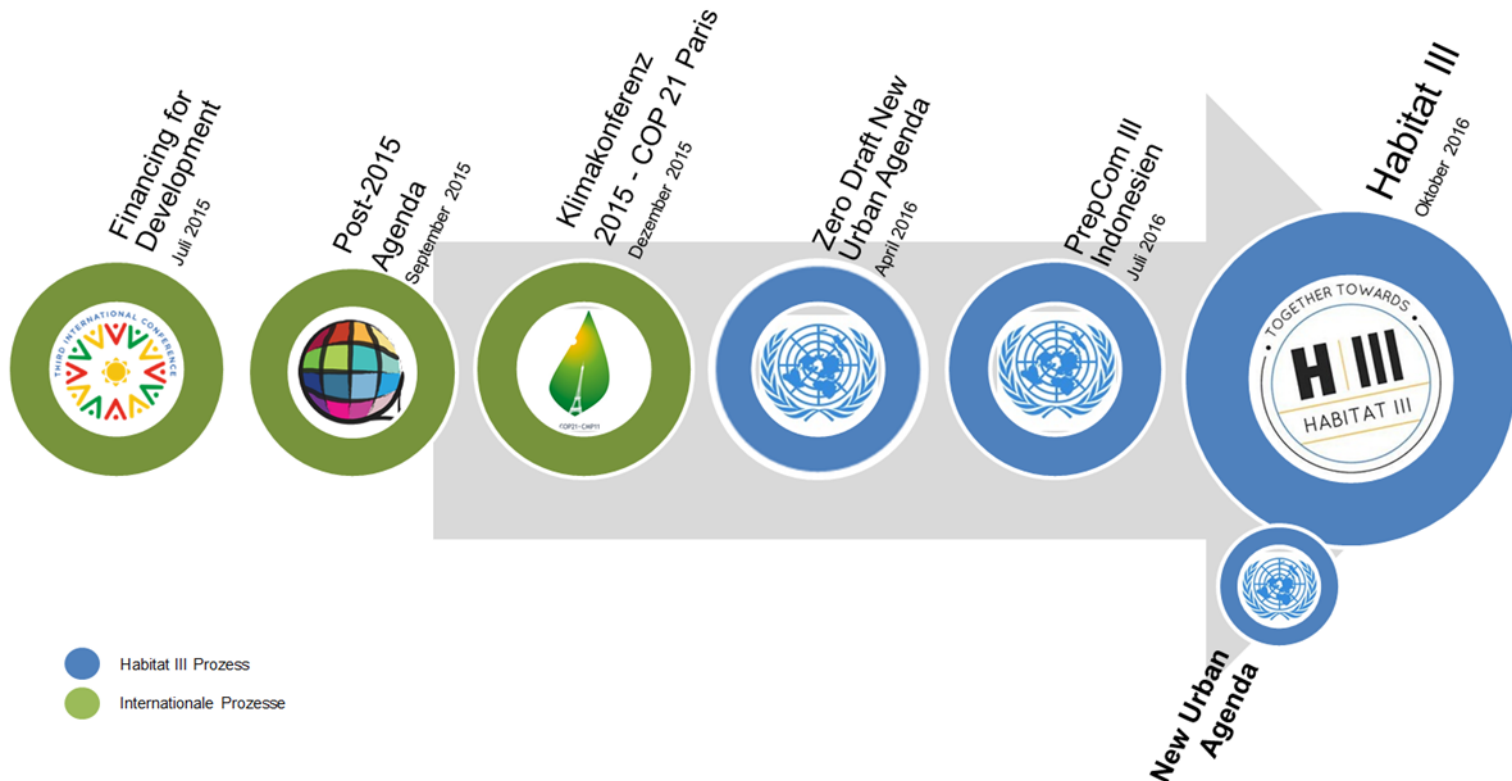 Financing for
Development
Juli 2015
Post-2015
Agenda
September 2015
Klimakonferenz
2015 - COP 21 Paris
Dezember 2015
Zero Draft New
Urban Agenda
April 2016
PrepCom III
Indonesien
Juli 2016
Habitat III
Oktober 2016
THIRD INTERNATIONAL CONFERENCE
COP21-CMP11
• TOGETHER TOWARDS •
H III
HABITAT III
New Urban
Agenda
Habitat III Prozess
Internationale Prozesse